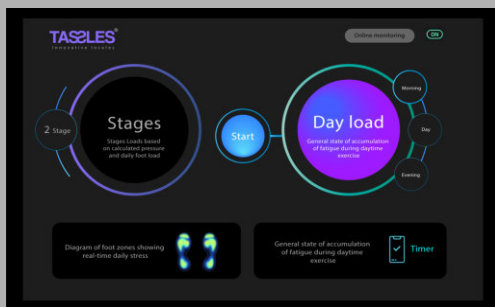 TASSLES®
Innovative Insoles
Online monitoring
ON
2 Stage
Stages
Stages Loads based
on calculated pressure
and daily foot load
Start
Day load
General state of accumulation
of fatigue during daytime
exercise
Morning
Day
Evening
Diagram of foot zones showing
real-time daily stress
General state of accumulation
of fatigue during daytime
exercise
Timer